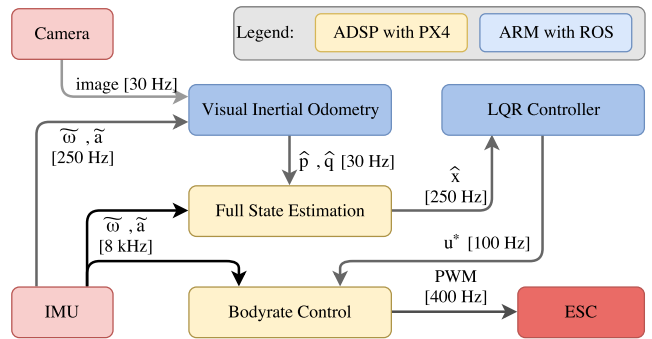 Camera
Legend:
ADSP with PX4
ARM with ROS
image [30 Hz]
Visual Inertial Odometry
LQR Controller
ω̃ , ã
[250 Hz]
p̂ , q̂ [30 Hz]
x̂
[250 Hz]
Full State Estimation
ω̃ , ã
[8 kHz]
u* [100 Hz]
PWM
[400 Hz]
IMU
Bodyrate Control
ESC